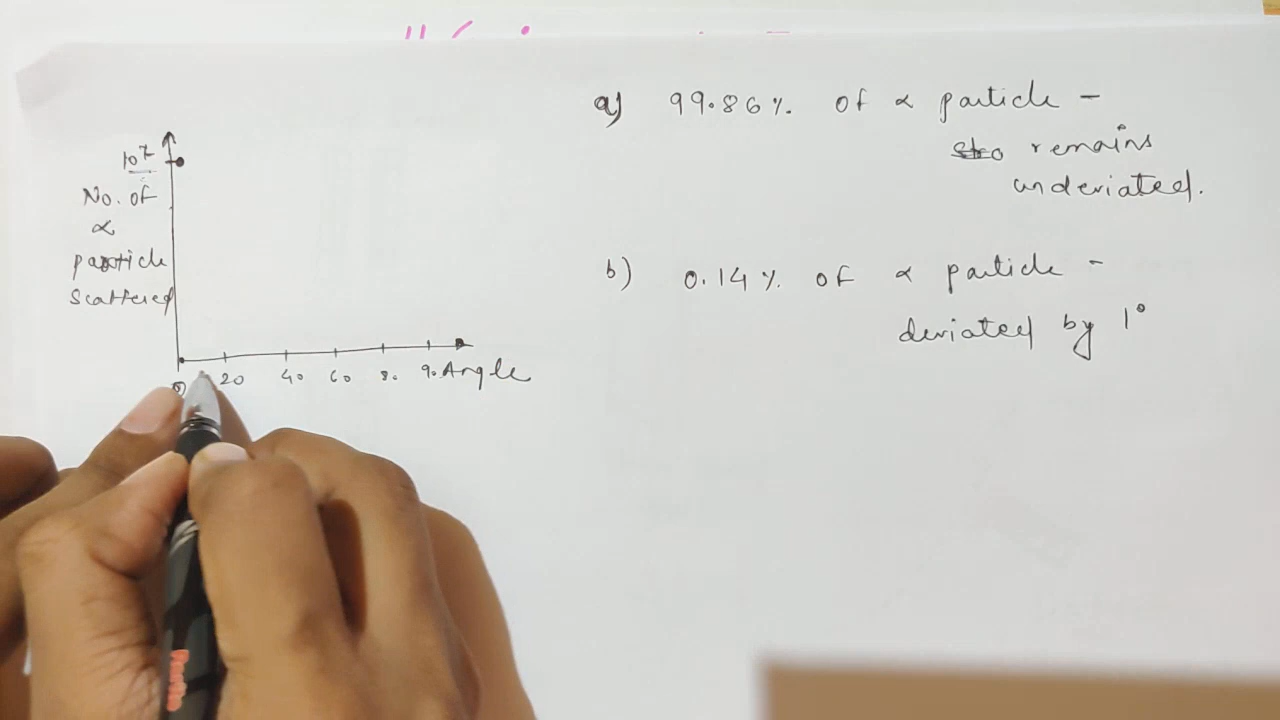 10⁷
No. of
α
particle
Scattered
0 20 40 60 80 90 Angle
a) 99.86% of α particle -
remains
undeviated.
b) 0.14% of α particle -
deviated by 1°